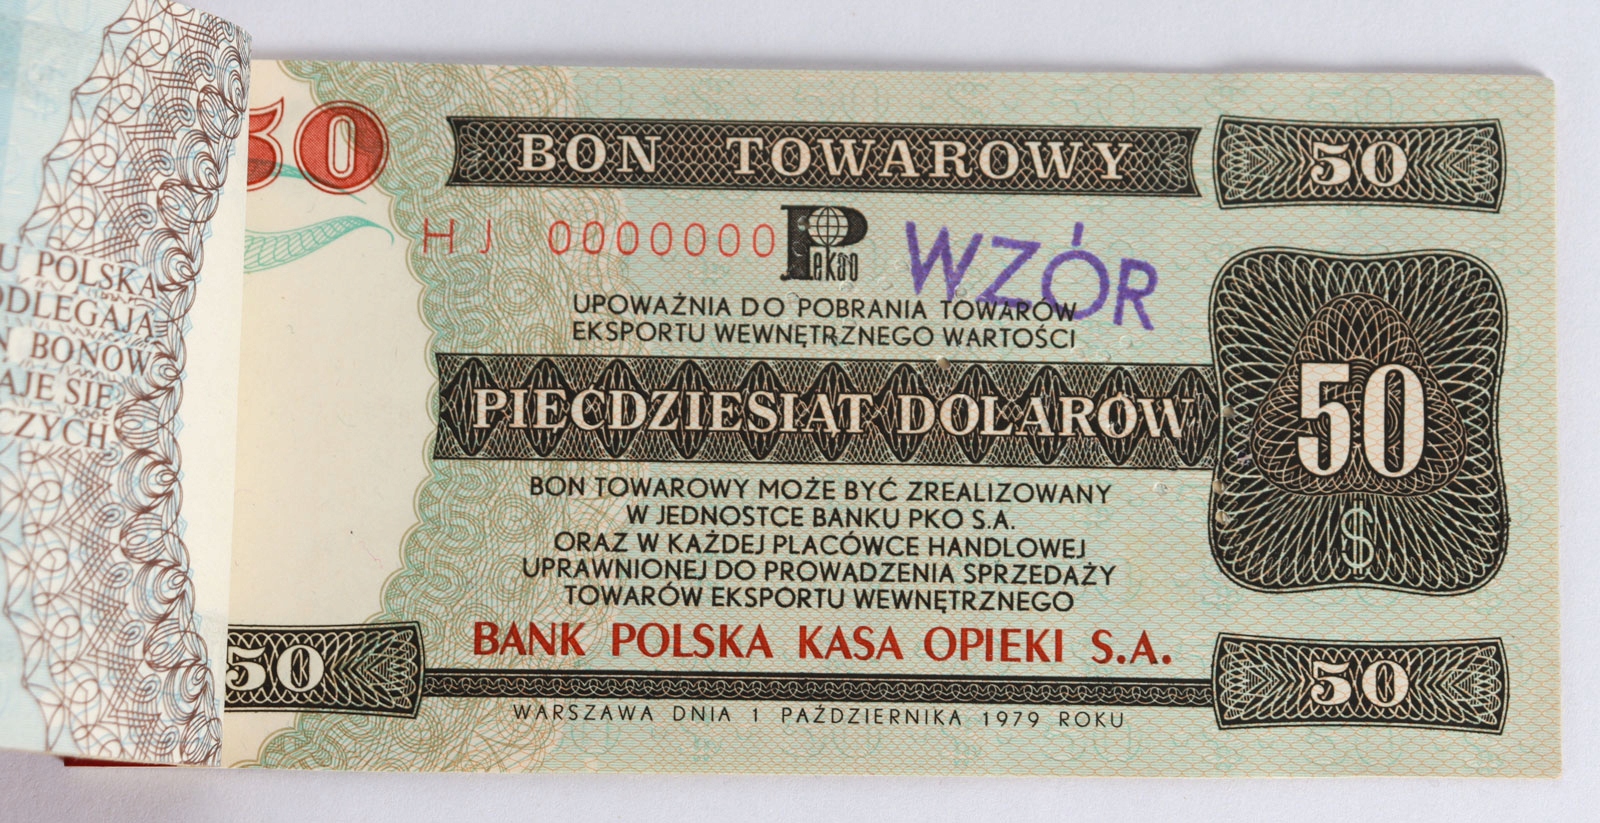 U POLSKA
ODLEGAJĄ
BONÓW
AJE SIĘ
CZYCH
50
BON TOWAROWY 50
HJ 0000000 Pekao WZÓR
UPOWAŻNIA DO POBRANIA TOWARÓW
EKSPORTU WEWNĘTRZNEGO WARTOŚCI
PIĘĆDZIESIĄT DOLARÓW
50
$
BON TOWAROWY MOŻE BYĆ ZREALIZOWANY
W JEDNOSTCE BANKU PKO S.A.
ORAZ W KAŻDEJ PLACÓWCE HANDLOWEJ
UPRAWNIONEJ DO PROWADZENIA SPRZEDAŻY
TOWARÓW EKSPORTU WEWNĘTRZNEGO
BANK POLSKA KASA OPIEKI S.A.
50 50
WARSZAWA DNIA 1 PAŹDZIERNIKA 1979 ROKU